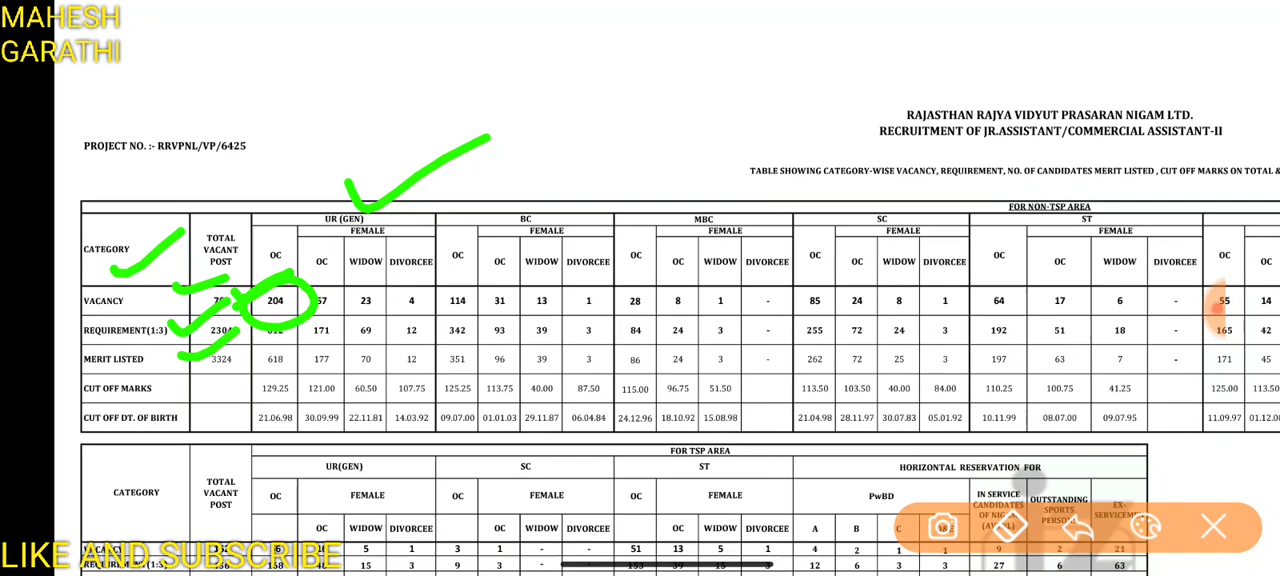 MAHESH
GARATHI
RAJASTHAN RAJYA VIDYUT PRASARAN NIGAM LTD.
RECRUITMENT OF JR.ASSISTANT/COMMERCIAL ASSISTANT-II
PROJECT NO. :- RRVPNL/VP/6425
TABLE SHOWING CATEGORY-WISE VACANCY, REQUIREMENT, NO. OF CANDIDATES MERIT LISTED , CUT OFF MARKS ON TOTAL &
FOR NON-TSP AREA
CATEGORY TOTAL VACANT POST UR (GEN) BC MBC SC ST
FEMALE FEMALE FEMALE FEMALE FEMALE
OC OC WIDOW DIVORCEE OC OC WIDOW DIVORCEE OC OC WIDOW DIVORCEE OC OC WIDOW DIVORCEE OC OC WIDOW DIVORCEE OC OC
VACANCY 204 23 4 114 31 13 1 28 8 1 - 85 24 8 1 64 17 6 - 55 14
REQUIREMENT(1:3) 2304 171 69 12 342 93 39 3 84 24 3 - 255 72 24 3 192 51 18 - 165 42
MERIT LISTED 3324 618 177 70 12 351 96 39 3 86 24 3 - 262 72 25 3 197 63 7 - 171 45
CUT OFF MARKS 129.25 121.00 60.50 107.75 125.25 113.75 40.00 87.50 115.00 96.75 51.50 113.50 103.50 40.00 84.00 110.25 100.75 41.25 125.00 113.50
CUT OFF DT. OF BIRTH 21.06.98 30.09.99 22.11.81 14.03.92 09.07.00 01.01.03 29.11.87 06.04.84 24.12.96 18.10.92 15.08.98 21.04.98 28.11.97 30.07.83 05.01.92 10.11.99 08.07.00 09.07.95 11.09.97
FOR TSP AREA
CATEGORY TOTAL VACANT POST UR(GEN) SC ST HORIZONTAL RESERVATION FOR
OC FEMALE OC FEMALE OC FEMALE PwBD IN SERVICE CANDIDATES OF OUTSTANDING SPORTS
OC WIDOW DIVORCEE OC WIDOW DIVORCEE OC WIDOW DIVORCEE A B C
VACANCY 5 1 3 1 - - 51 13 5 1 4 2 1 1 9 2 21
REQUIREMENT(1:3) 15 3 9 3 - 3 12 6 3 3 27 6 63
LIKE AND SUBSCRIBE